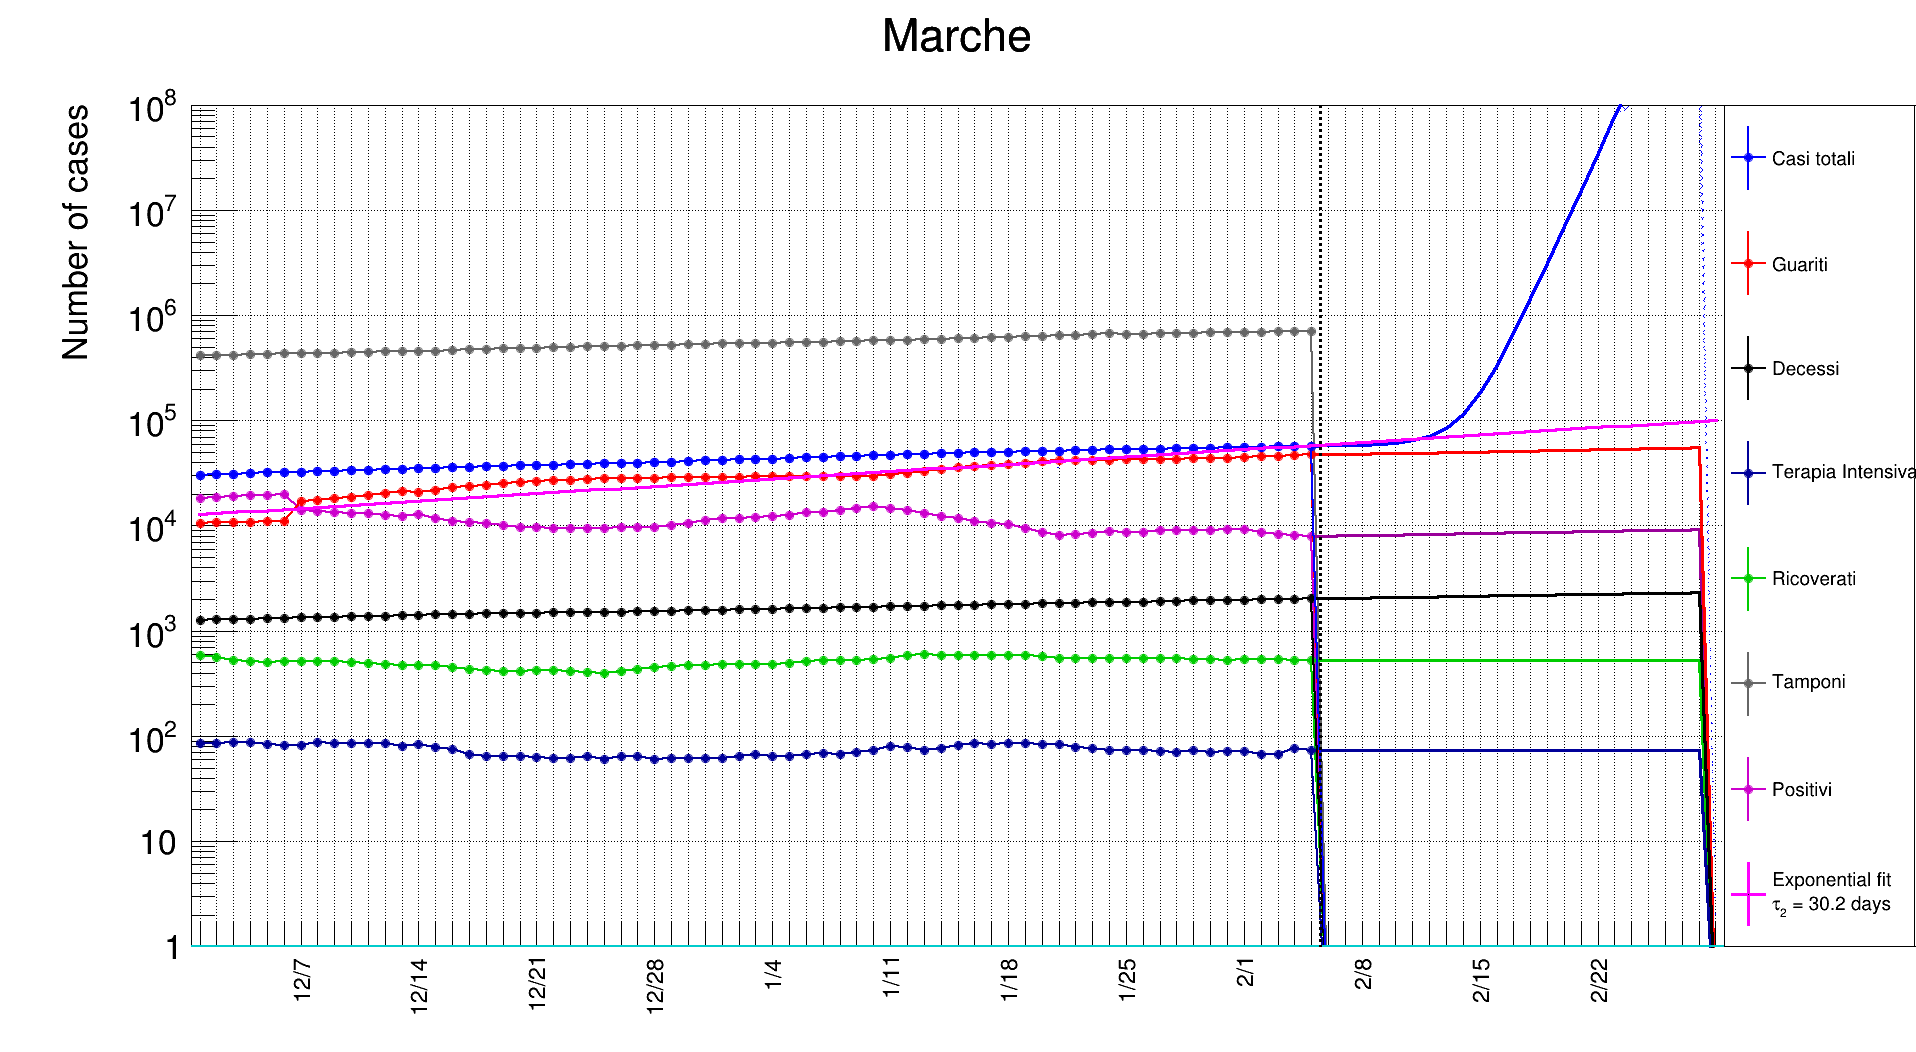 Marche
Number of cases
10^8
10^7
10^6
10^5
10^4
10^3
10^2
10
1
12/7
12/14
12/21
12/28
1/4
1/11
1/18
1/25
2/1
2/8
2/15
2/22
Casi totali
Guariti
Decessi
Terapia Intensiva
Ricoverati
Tamponi
Positivi
Exponential fit
τ_2 = 30.2 days